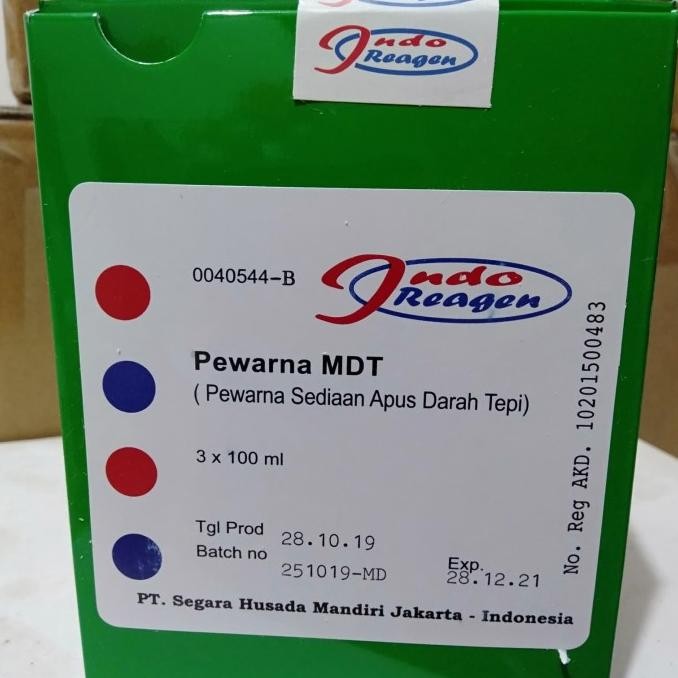 Indo
Reagen
0040544-B
Indo
Reagen
Pewarna MDT
( Pewarna Sediaan Apus Darah Tepi)
3 x 100 ml
Tgl Prod 28.10.19
Batch no 251019-MD
Exp. 28.12.21
No. Reg AKD. 10201500483
PT. Segara Husada Mandiri Jakarta - Indonesia